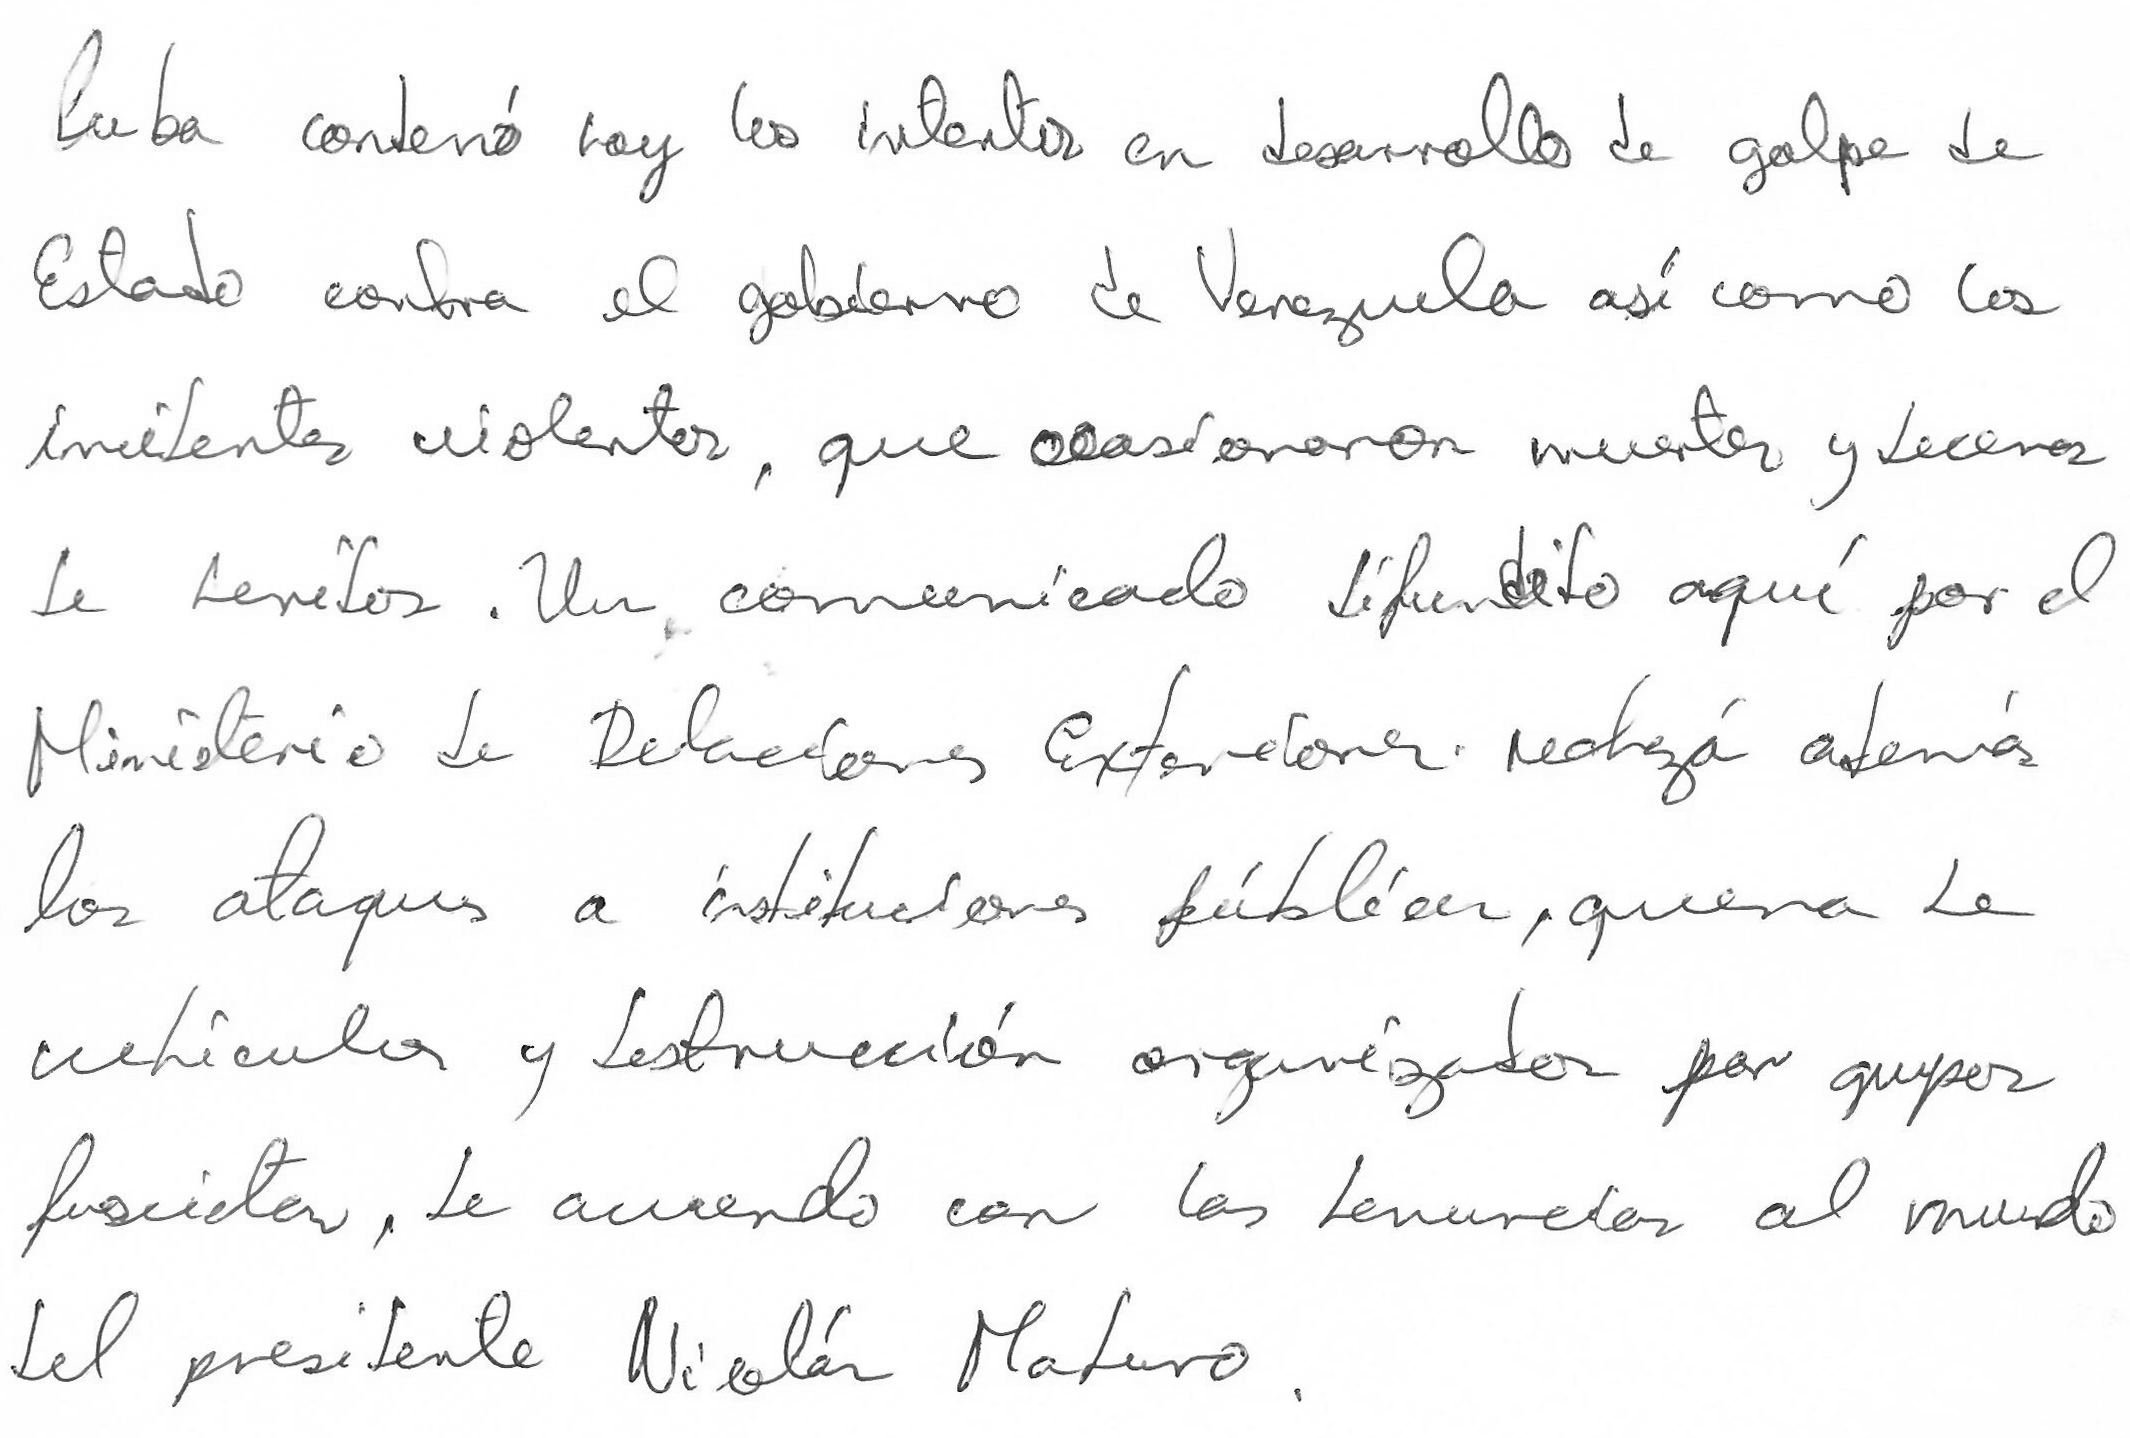 Cuba condenó hoy los intentos en desarrollo de golpe de
Estado contra el gobierno de Venezuela así como los
incidentes violentos, que ocasionaron muertes y decenas
de heridos. Un comunicado difundido aquí por el
Ministerio de Relaciones Exteriores rechazó además
los ataques a instituciones públicas, quema de
vehículos y destrucción organizados por grupos
fascistas, de acuerdo con las denuncias al mundo
del presidente Nicolás Maduro.